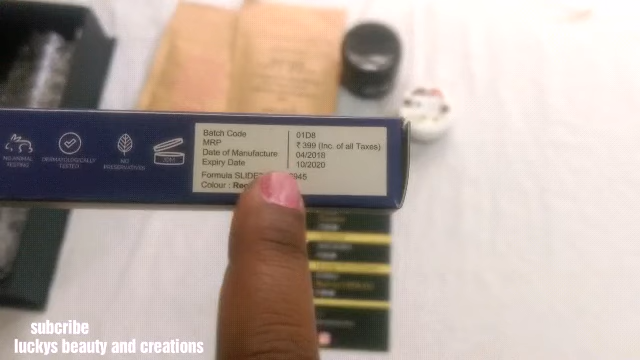 Batch Code 01D8
MRP ₹ 399 (Inc. of all Taxes)
Date of Manufacture 04/2018
Expiry Date 10/2020
Formula SLIDE 945
Colour :
NO ANIMAL
TESTING
DERMATOLOGICALLY
TESTED
NO
PRESERVATIVES
subcribe
luckys beauty and creations